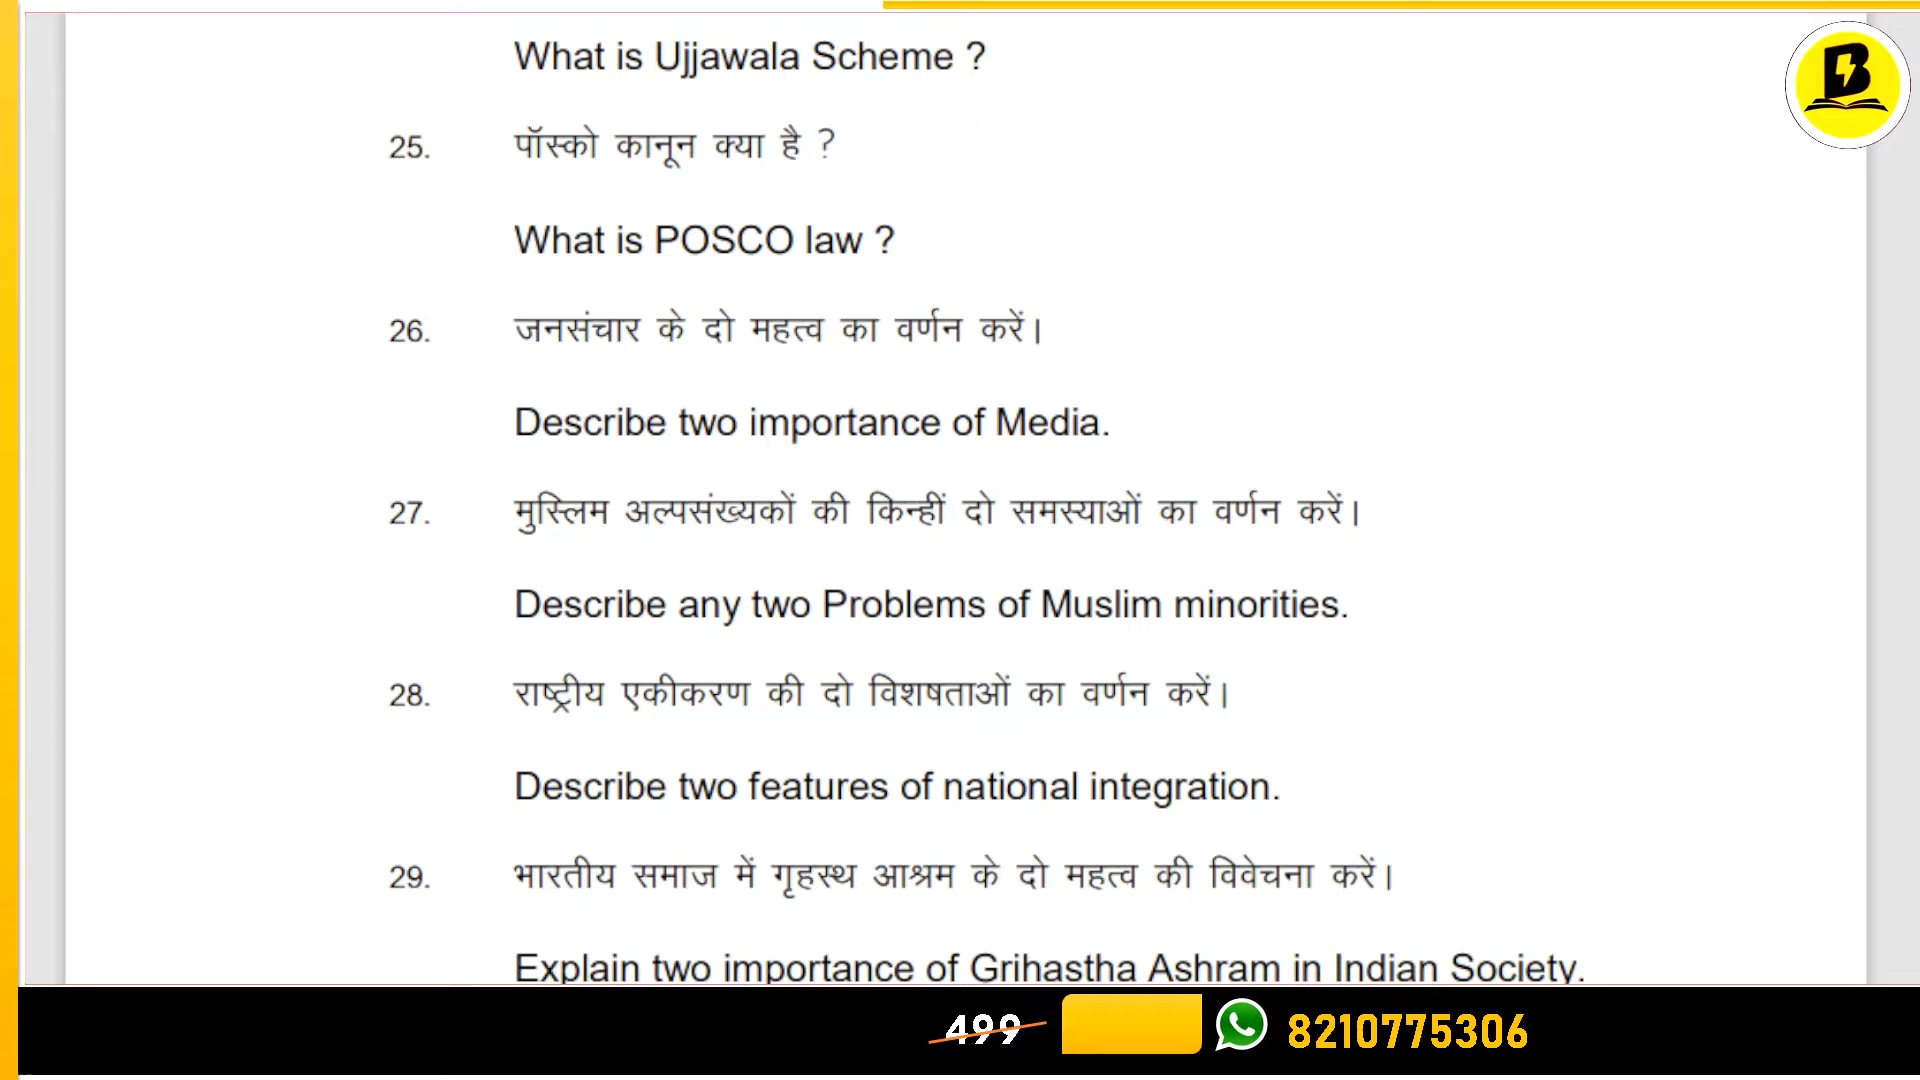 What is Ujjawala Scheme ?
25. पॉस्को कानून क्या है ?
What is POSCO law ?
26. जनसंचार के दो महत्व का वर्णन करें।
Describe two importance of Media.
27. मुस्लिम अल्पसंख्यकों की किन्हीं दो समस्याओं का वर्णन करें।
Describe any two Problems of Muslim minorities.
28. राष्ट्रीय एकीकरण की दो विशषताओं का वर्णन करें।
Describe two features of national integration.
29. भारतीय समाज में गृहस्थ आश्रम के दो महत्व की विवेचना करें।
Explain two importance of Grihastha Ashram in Indian Society.
499 8210775306
B